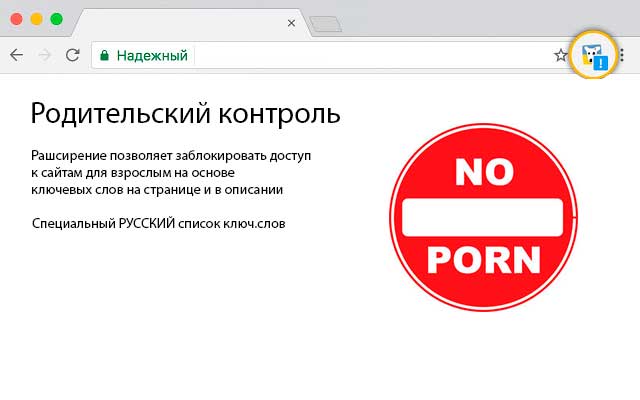 Надежный
Родительский контроль
Рашсирение позволяет заблокировать доступ
к сайтам для взрослым на основе
ключевых слов на странице и в описании
Специальный РУССКИЙ список ключ.слов
NO
PORN